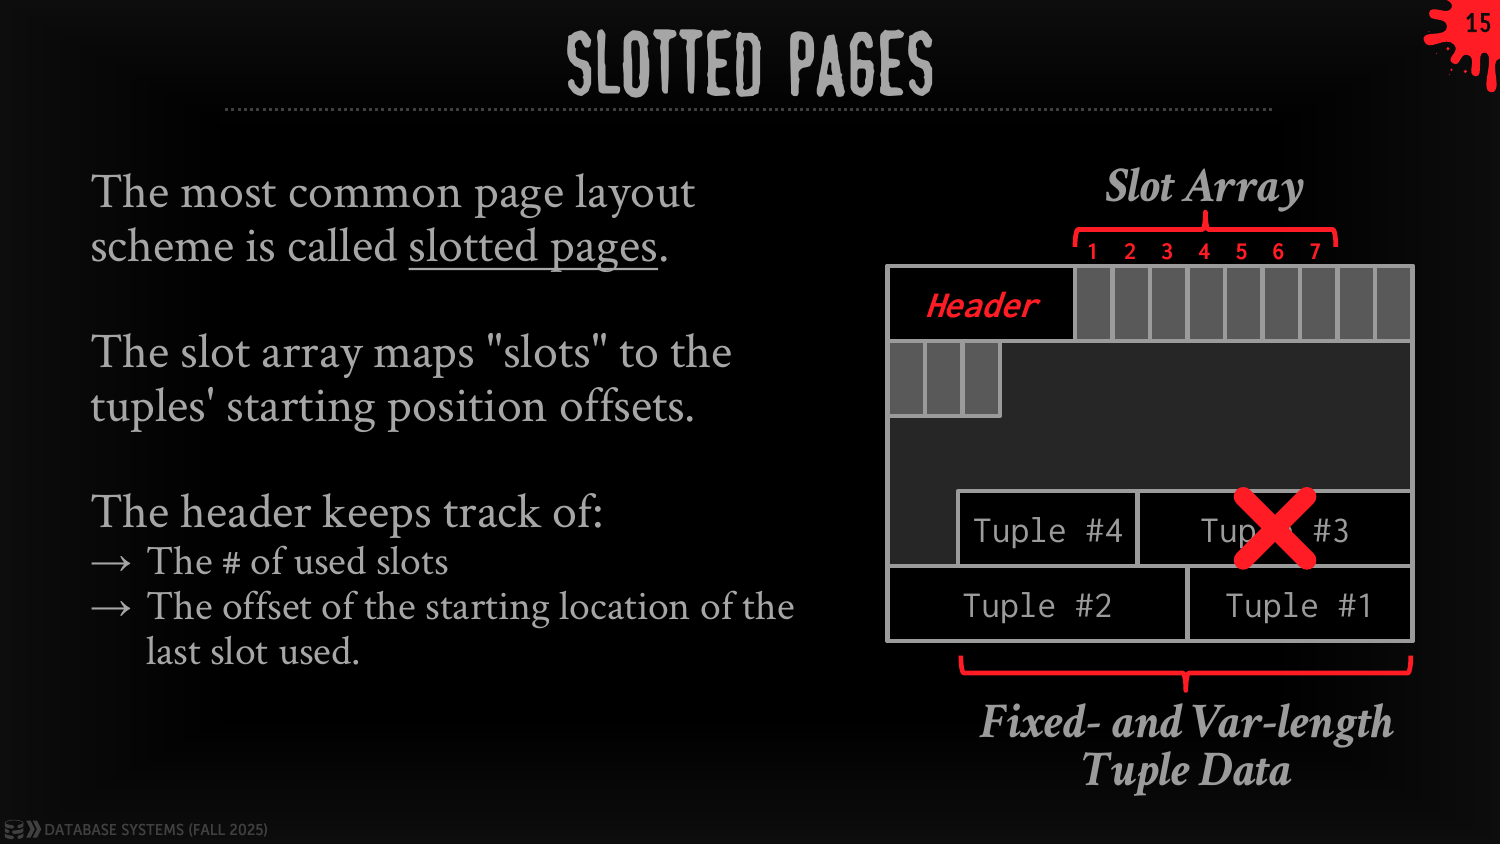 15
SLOTTED PAGES
The most common page layout
scheme is called slotted pages.
The slot array maps "slots" to the
tuples' starting position offsets.
The header keeps track of:
→ The # of used slots
→ The offset of the starting location of the
last slot used.
Slot Array
1 2 3 4 5 6 7
Header
Tuple #4 Tuple #3
Tuple #2 Tuple #1
Fixed- and Var-length
Tuple Data
DATABASE SYSTEMS (FALL 2025)